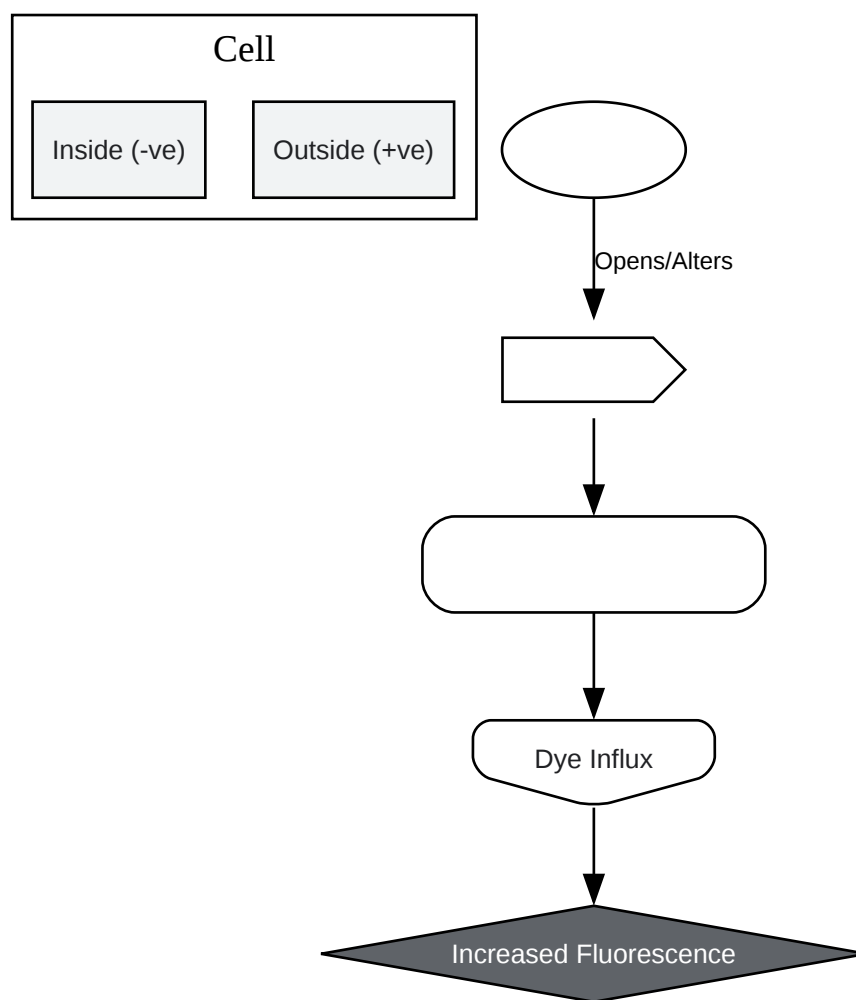 Cell
Inside (-ve)
Outside (+ve)
Opens/Alters
Dye Influx
Increased Fluorescence